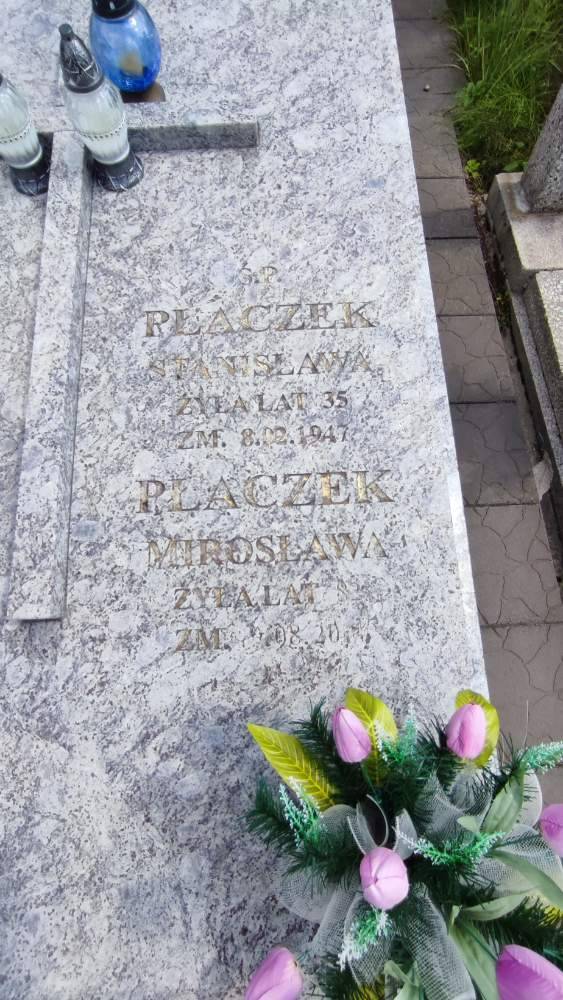 Ś.P.
PŁACZEK
STANISŁAWA
ŻYŁA LAT 35
ZM. 8.02.1947
PŁACZEK
MIROSŁAWA
ŻYŁA LAT
ZM.